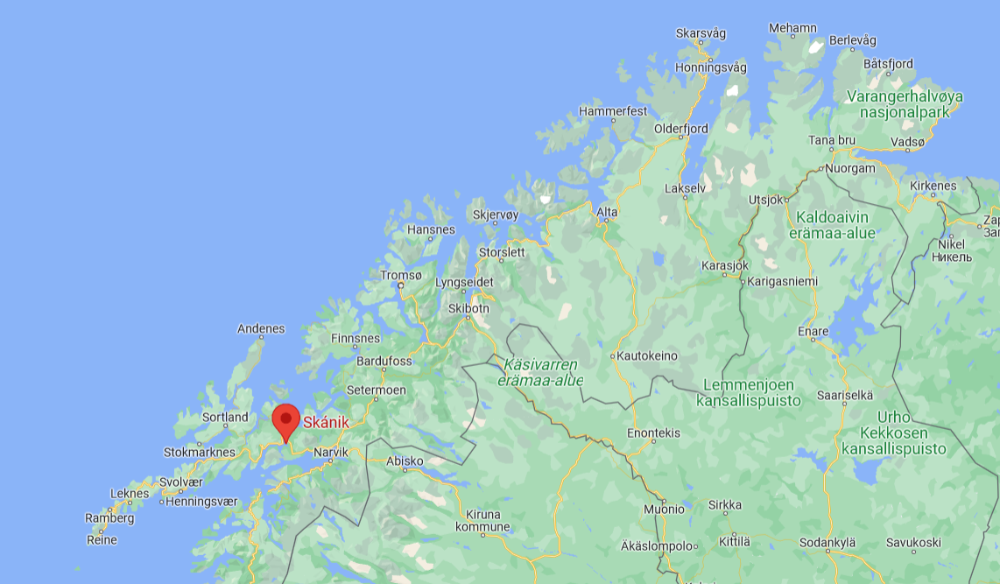 Mehamn
Skarsvåg
Berlevåg
Honningsvåg
Båtsfjord
Varangerhalvøya
nasjonalpark
Hammerfest
Olderfjord
Tana bru
Vadsø
Nuorgam
Lakselv
Kirkenes
Utsjok
Alta
Skjervøy
Kaldoaivin
erämaa-alue
Hansnes
Nikel
Никель
Storslett
Karasjok
Tromsø
Lyngseidet
Karigasniemi
Skibotn
Andenes
Enare
Finnsnes
Kautokeino
Bardufoss
Käsivarren
erämaa-alue
Setermoen
Lemmenjoen
kansallispuisto
Saariselkä
Sortland
Skánik
Urho
Kekkosen
kansallispuisto
Enontekis
Stokmarknes
Narvik
Abisko
Svolvær
Leknes
Henningsvær
Ramberg
Kiruna
kommune
Muonio
Sirkka
Reine
Äkäslompolo
Kittilä
Sodankylä
Savukoski